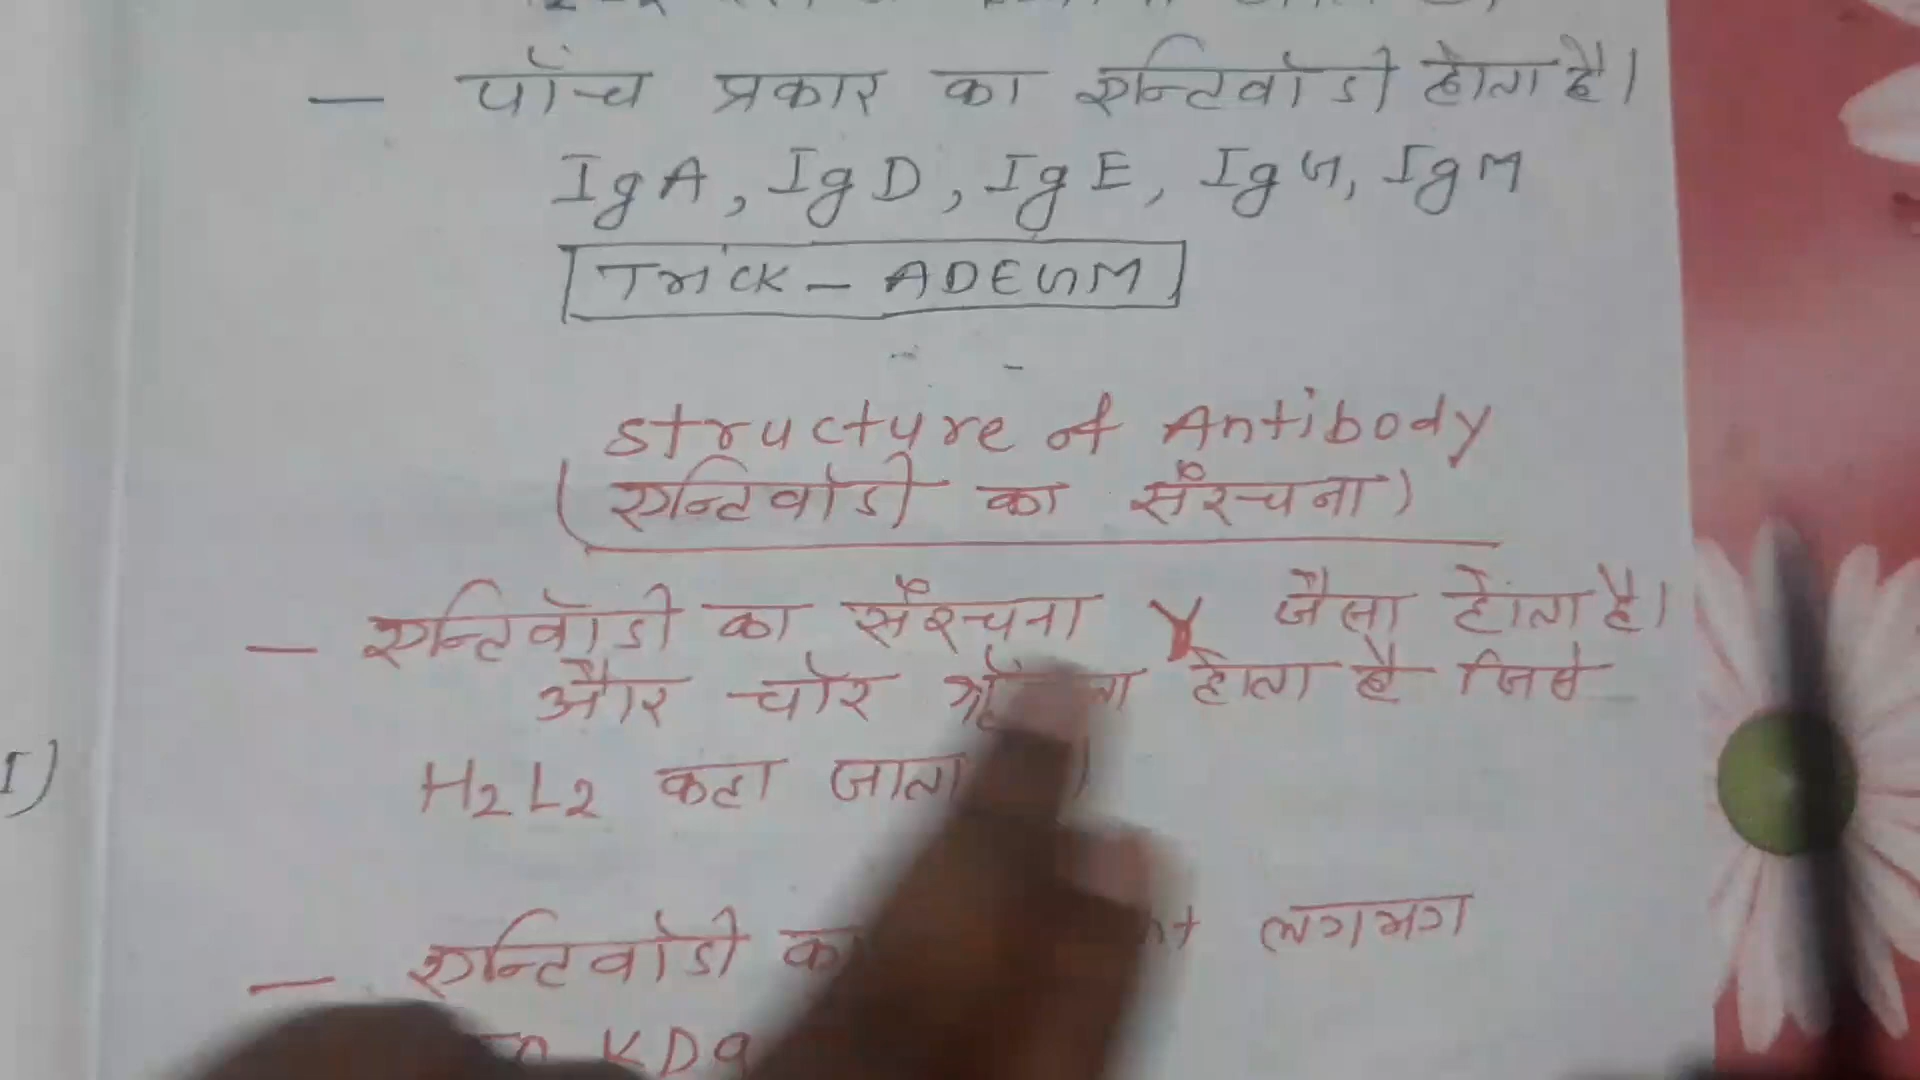 — पाँच प्रकार का एन्टिबॉडी होता है।
IgA, IgD, IgE, IgG, IgM
Trick – ADEGM
structure of Antibody
(एन्टिबॉडी का सँरचना)
— एन्टिबॉडी का सँरचना Y जैसा होता है।
और चार होता है जिसे
I)
H2L2 कहा जाता
— एन्टिबॉडी लगभग
KDa